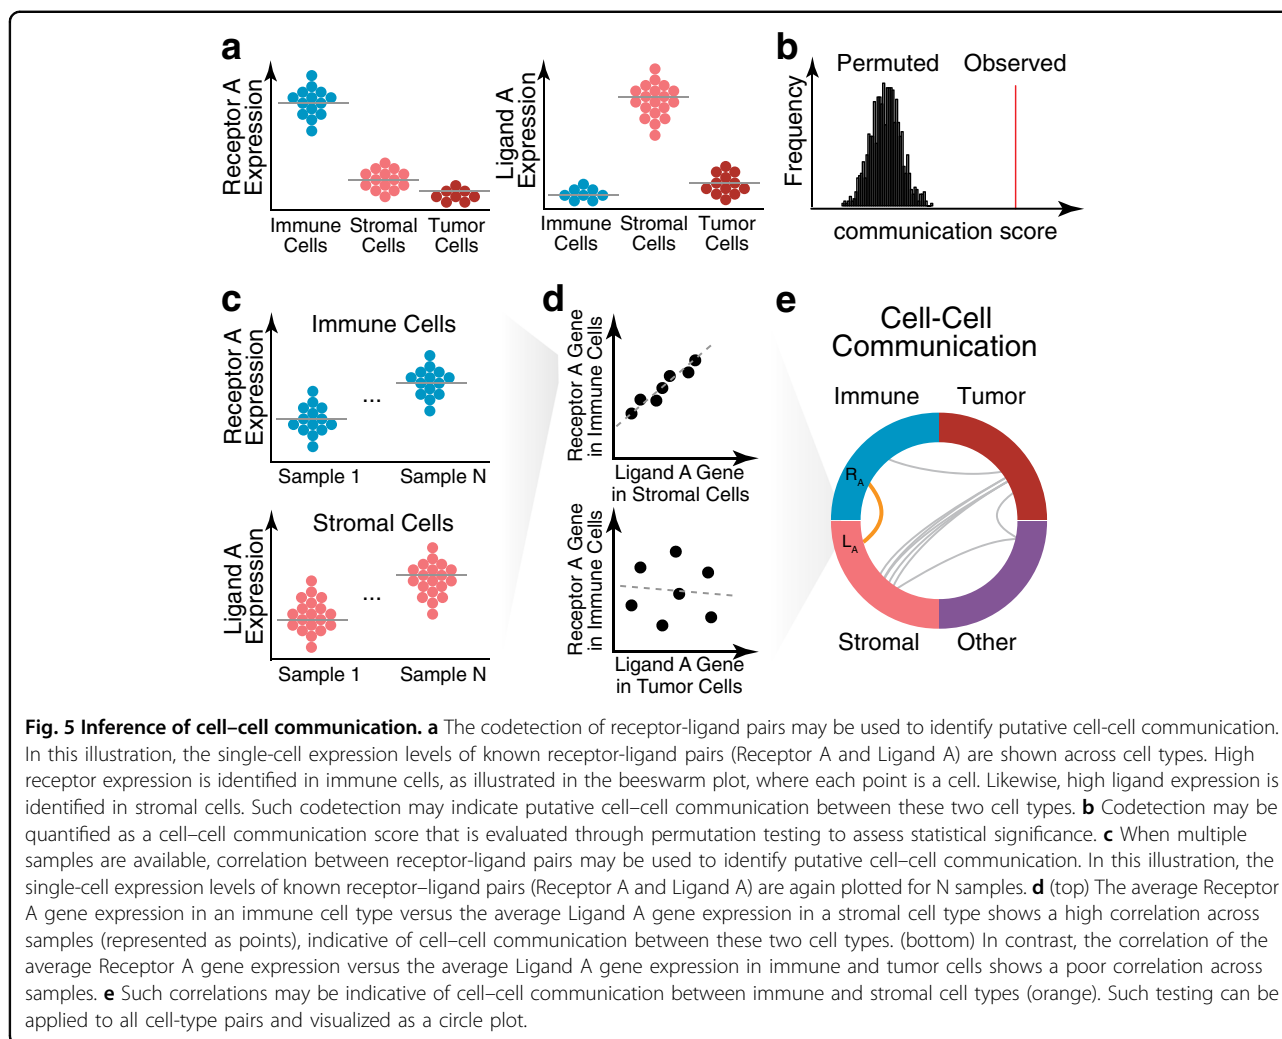 a
Receptor A
Expression
Immune
Cells
Stromal
Cells
Tumor
Cells
Ligand A
Expression
Immune
Cells
Stromal
Cells
Tumor
Cells
b
Permuted
Observed
Frequency
communication score
c
Immune Cells
Receptor A
Expression
...
Sample 1
Sample N
Stromal Cells
Ligand A
Expression
...
Sample 1
Sample N
d
Receptor A Gene
in Immune Cells
Ligand A Gene
in Stromal Cells
Receptor A Gene
in Immune Cells
Ligand A Gene
in Tumor Cells
e
Cell-Cell
Communication
Immune
Tumor
RA
LA
Stromal
Other
Fig. 5 Inference of cell–cell communication. a The codetection of receptor-ligand pairs may be used to identify putative cell-cell communication.
In this illustration, the single-cell expression levels of known receptor-ligand pairs (Receptor A and Ligand A) are shown across cell types. High
receptor expression is identified in immune cells, as illustrated in the beeswarm plot, where each point is a cell. Likewise, high ligand expression is
identified in stromal cells. Such codetection may indicate putative cell–cell communication between these two cell types. b Codetection may be
quantified as a cell–cell communication score that is evaluated through permutation testing to assess statistical significance. c When multiple
samples are available, correlation between receptor-ligand pairs may be used to identify putative cell–cell communication. In this illustration, the
single-cell expression levels of known receptor–ligand pairs (Receptor A and Ligand A) are again plotted for N samples. d (top) The average Receptor
A gene expression in an immune cell type versus the average Ligand A gene expression in a stromal cell type shows a high correlation across
samples (represented as points), indicative of cell–cell communication between these two cell types. (bottom) In contrast, the correlation of the
average Receptor A gene expression versus the average Ligand A gene expression in immune and tumor cells shows a poor correlation across
samples. e Such correlations may be indicative of cell–cell communication between immune and stromal cell types (orange). Such testing can be
applied to all cell-type pairs and visualized as a circle plot.